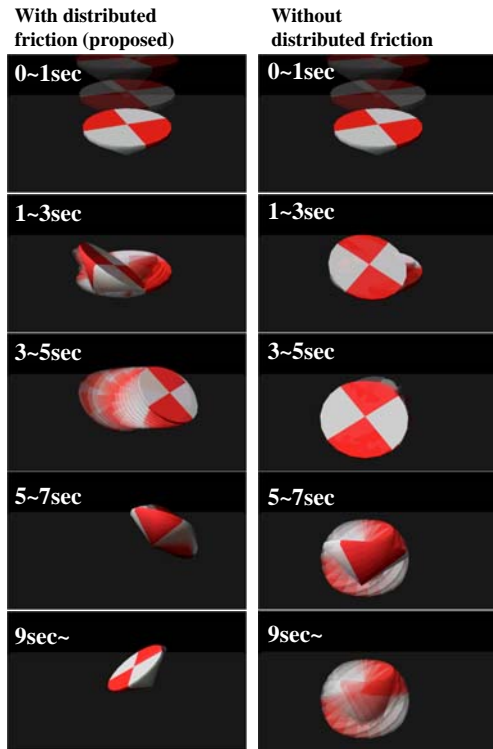 With distributed
friction (proposed)
Without
distributed friction
0~1sec
0~1sec
1~3sec
1~3sec
3~5sec
3~5sec
5~7sec
5~7sec
9sec~
9sec~